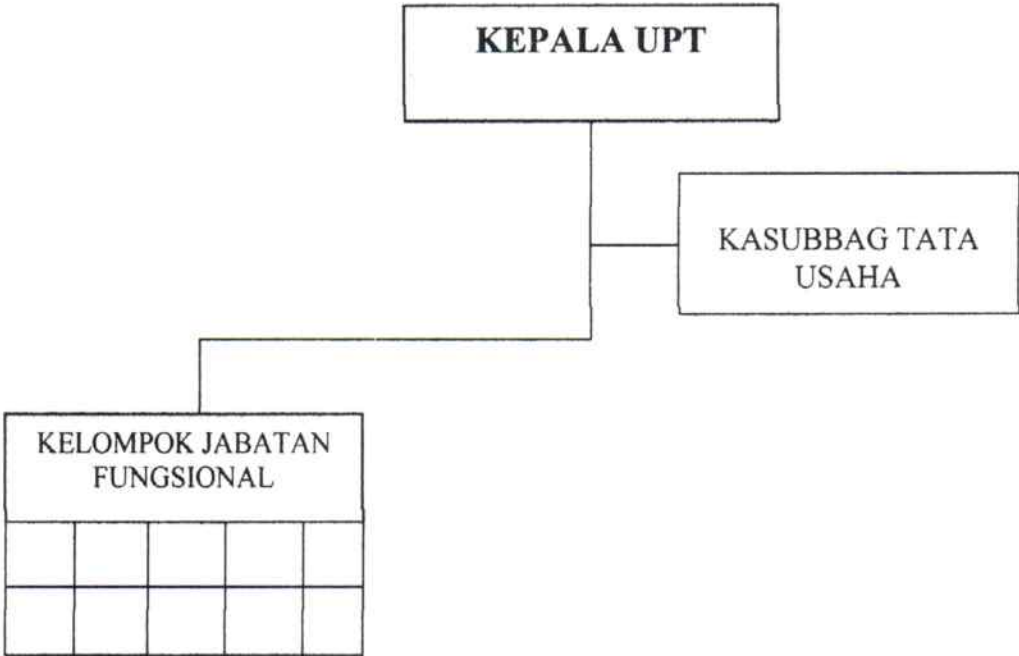 KEPALA UPT
KASUBBAG TATA
USAHA
KELOMPOK JABATAN
FUNGSIONAL